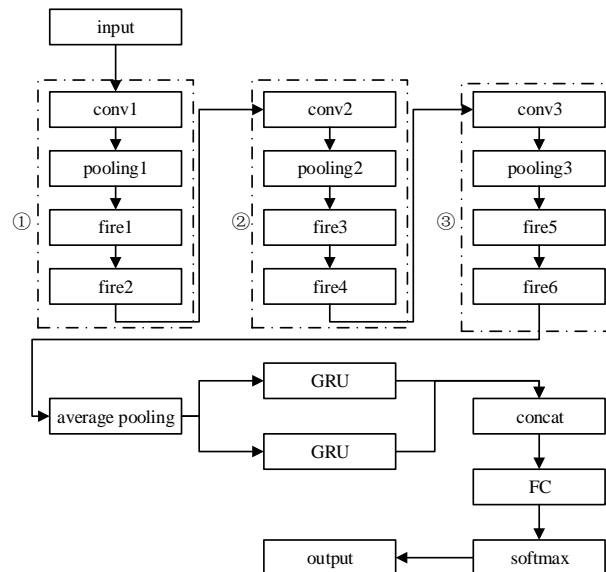 input
①
conv1
pooling1
fire1
fire2
②
conv2
pooling2
fire3
fire4
③
conv3
pooling3
fire5
fire6
average pooling
GRU
GRU
concat
FC
softmax
output